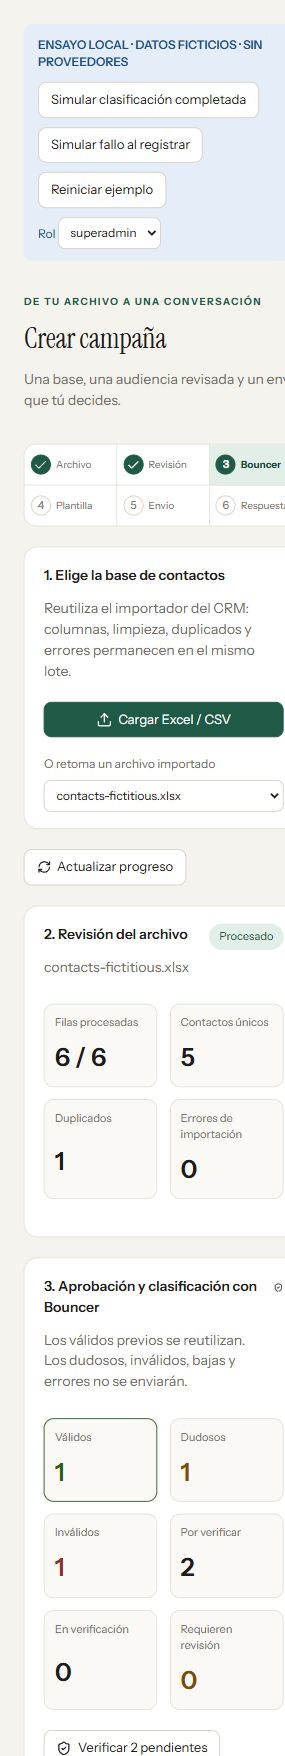 ENSAYO LOCAL · DATOS FICTICIOS · SIN
PROVEEDORES
Simular clasificación completada
Simular fallo al registrar
Reiniciar ejemplo
Rol superadmin
DE TU ARCHIVO A UNA CONVERSACIÓN
Crear campaña
Una base, una audiencia revisada y un
que tú decides.
Archivo
Revisión
3 Bouncer
4 Plantilla
5 Envío
6
1. Elige la base de contactos
Reutiliza el importador del CRM:
columnas, limpieza, duplicados y
errores permanecen en el mismo
lote.
Cargar Excel / CSV
O retoma un archivo importado
contacts-fictitious.xlsx
Actualizar progreso
2. Revisión del archivo
Procesado
contacts-fictitious.xlsx
Filas procesadas
6 / 6
Contactos únicos
5
Duplicados
1
Errores de
importación
0
3. Aprobación y clasificación con
Bouncer
Los válidos previos se reutilizan.
Los dudosos, inválidos, bajas y
errores no se enviarán.
Válidos
1
Dudosos
1
Inválidos
1
Por verificar
2
En verificación
0
Requieren
revisión
0
Verificar 2 pendientes